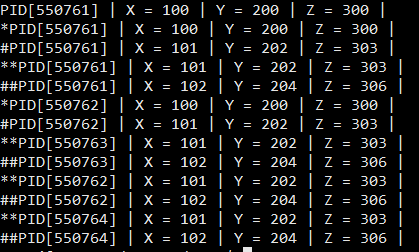 PID[550761] | X = 100 | Y = 200 | Z = 300 |
*PID[550761] | X = 100 | Y = 200 | Z = 300 |
#PID[550761] | X = 101 | Y = 202 | Z = 303 |
**PID[550761] | X = 101 | Y = 202 | Z = 303 |
##PID[550761] | X = 102 | Y = 204 | Z = 306 |
*PID[550762] | X = 100 | Y = 200 | Z = 300 |
#PID[550762] | X = 101 | Y = 202 | Z = 303 |
**PID[550763] | X = 101 | Y = 202 | Z = 303 |
##PID[550763] | X = 102 | Y = 204 | Z = 306 |
**PID[550762] | X = 101 | Y = 202 | Z = 303 |
##PID[550762] | X = 102 | Y = 204 | Z = 306 |
**PID[550764] | X = 101 | Y = 202 | Z = 303 |
##PID[550764] | X = 102 | Y = 204 | Z = 306 |